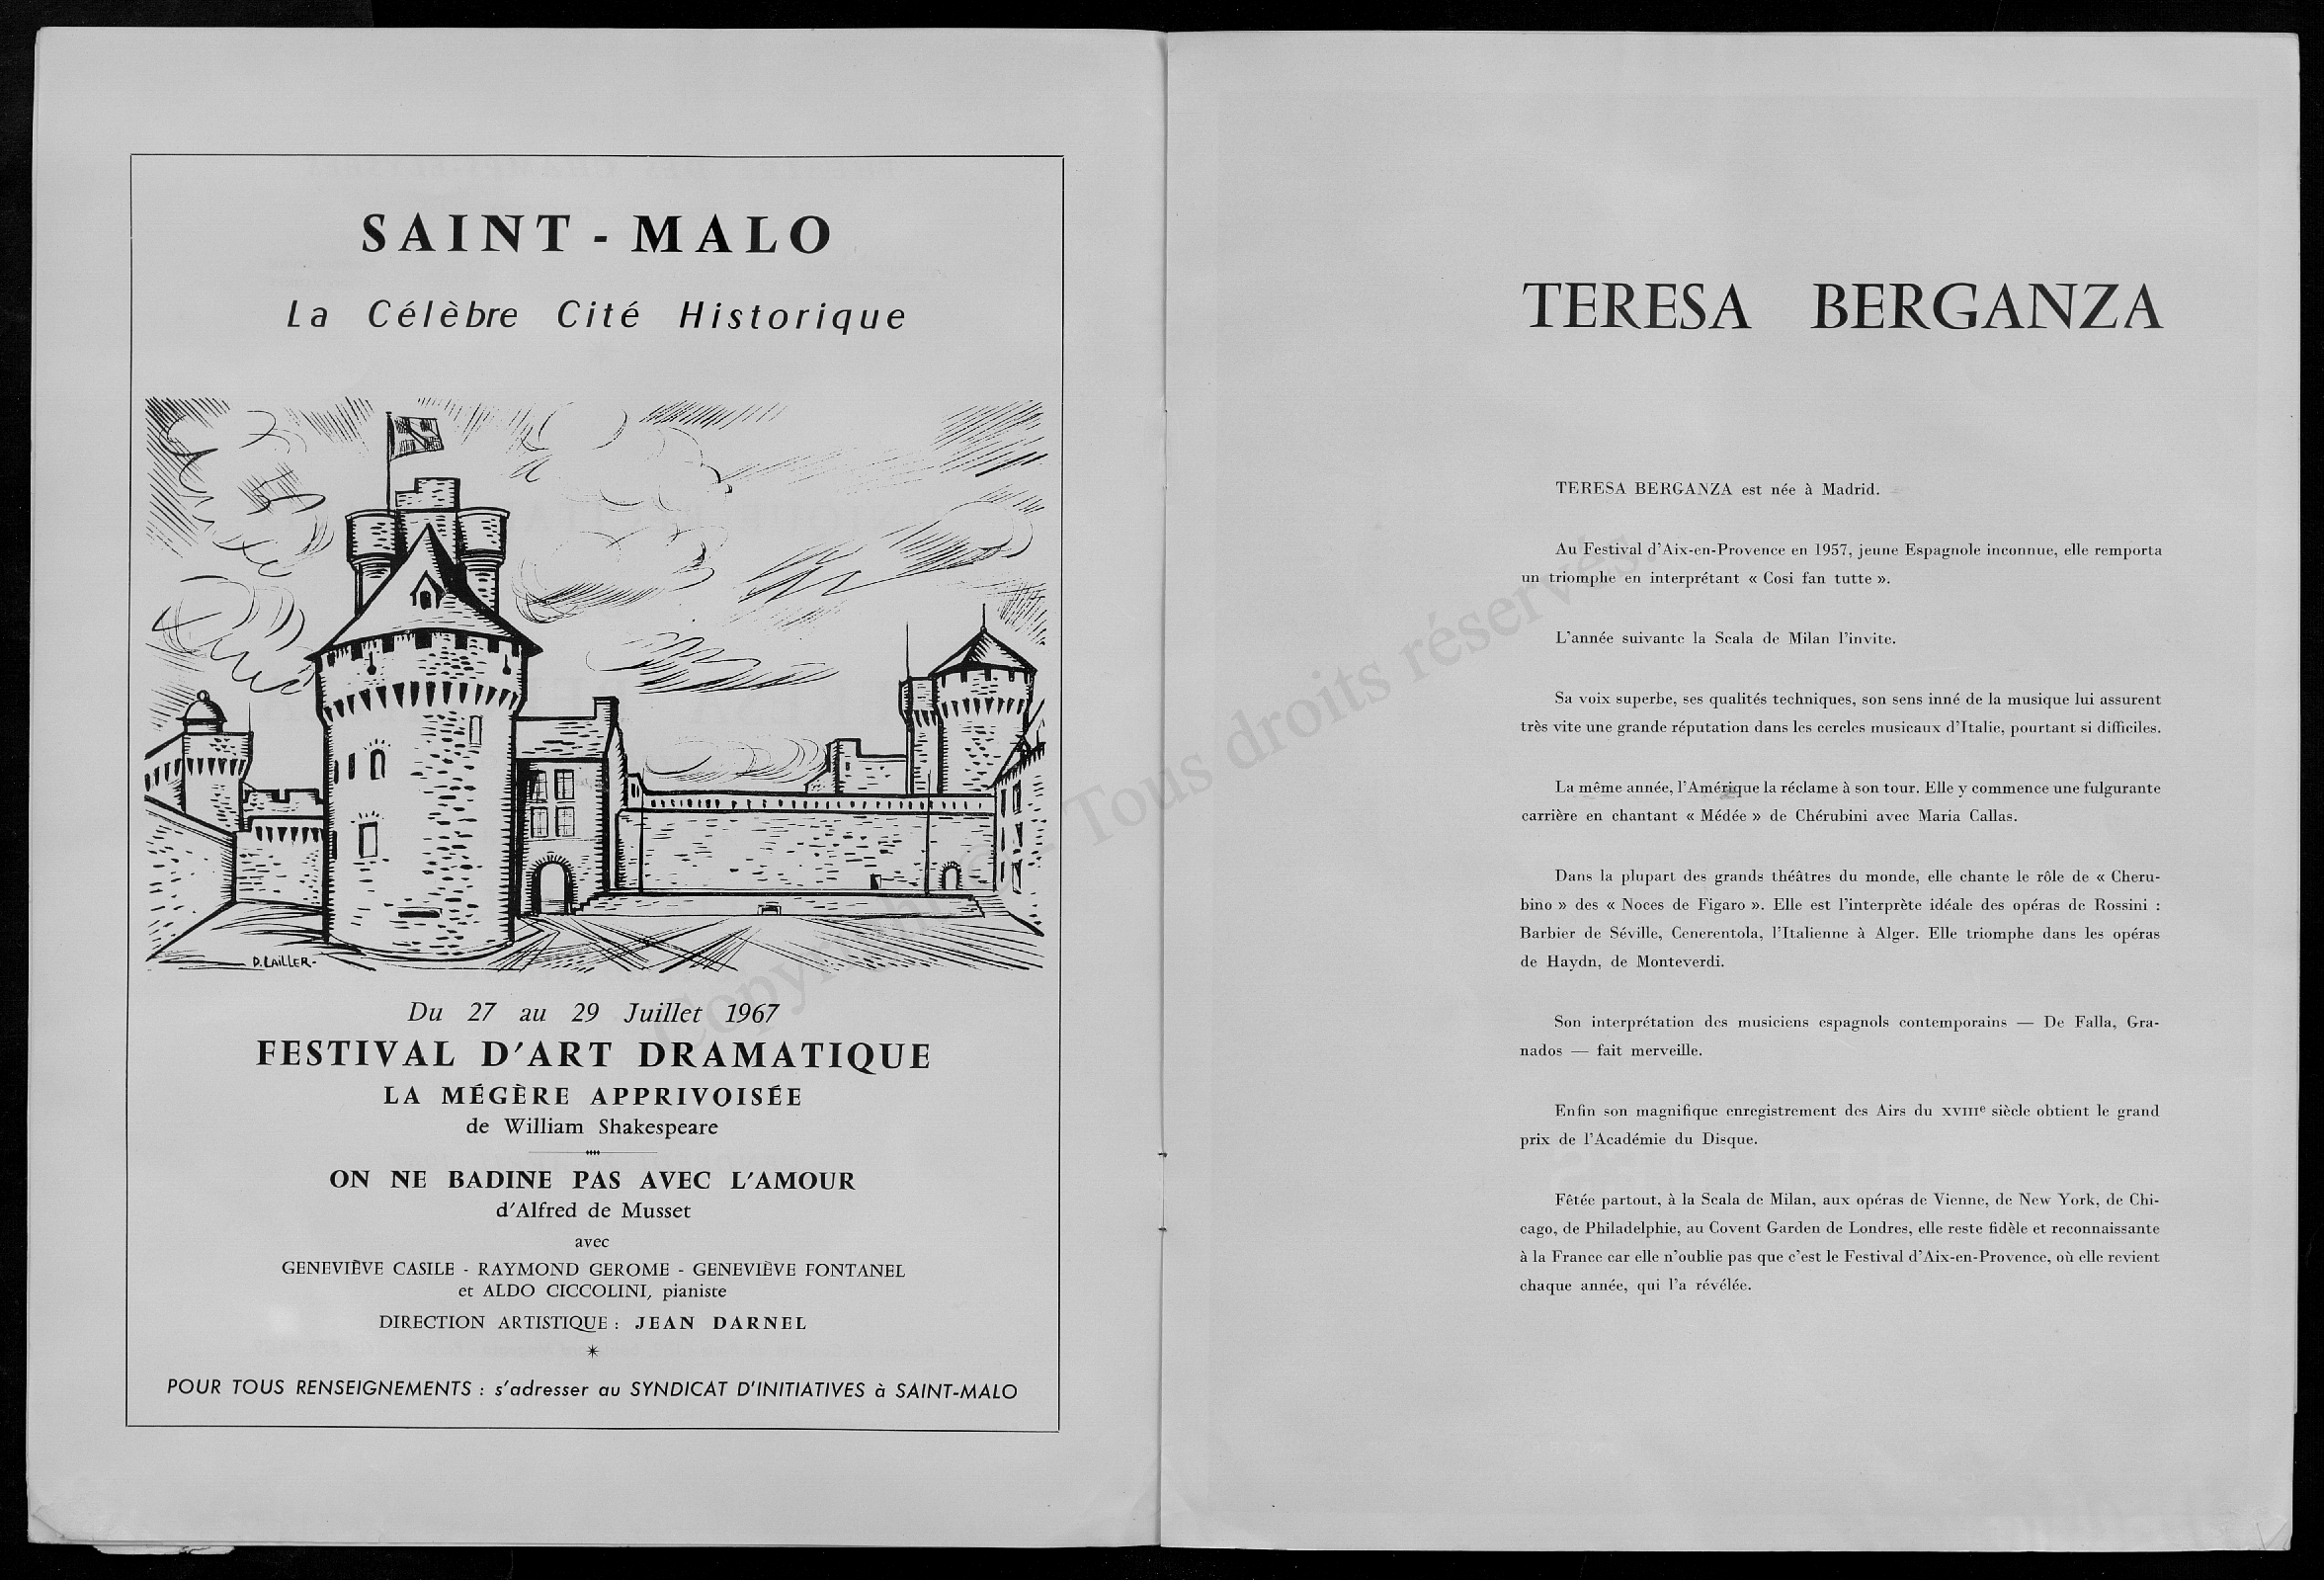 SAINT - MALO
La Célèbre Cité Historique
D. LAILLER-
Du 27 au 29 Juillet 1967
FESTIVAL D'ART DRAMATIQUE
LA MÉGÈRE APPRIVOISÉE
de William Shakespeare
ON NE BADINE PAS AVEC L'AMOUR
d'Alfred de Musset
avec
GENEVIÈVE CASILE - RAYMOND GEROME - GENEVIÈVE FONTANEL
et ALDO CICCOLINI, pianiste
DIRECTION ARTISTIQUE : JEAN DARNEL
POUR TOUS RENSEIGNEMENTS : s'adresser au SYNDICAT D'INITIATIVES à SAINT-MALO
TERESA BERGANZA
TERESA BERGANZA est née à Madrid.
Au Festival d'Aix-en-Provence en 1957, jeune Espagnole inconnue, elle remporta
un triomphe en interprétant « Cosi fan tutte ».
L'année suivante la Scala de Milan l'invite.
Sa voix superbe, ses qualités techniques, son sens inné de la musique lui assurent
très vite une grande réputation dans les cercles musicaux d'Italie, pourtant si difficiles.
La même année, l'Amérique la réclame à son tour. Elle y commence une fulgurante
carrière en chantant « Médée » de Chérubini avec Maria Callas.
Dans la plupart des grands théâtres du monde, elle chante le rôle de « Cheru-
bino » des « Noces de Figaro ». Elle est l'interprète idéale des opéras de Rossini :
Barbier de Séville, Cenerentola, l'Italienne à Alger. Elle triomphe dans les opéras
de Haydn, de Monteverdi.
Son interprétation des musiciens espagnols contemporains — De Falla, Gra-
nados — fait merveille.
Enfin son magnifique enregistrement des Airs du XVIIIe siècle obtient le grand
prix de l'Académie du Disque.
Fêtée partout, à la Scala de Milan, aux opéras de Vienne, de New York, de Chi-
cago, de Philadelphie, au Covent Garden de Londres, elle reste fidèle et reconnaissante
à la France car elle n'oublie pas que c'est le Festival d'Aix-en-Provence, où elle revient
chaque année, qui l'a révélée.
Tous droits réservés.